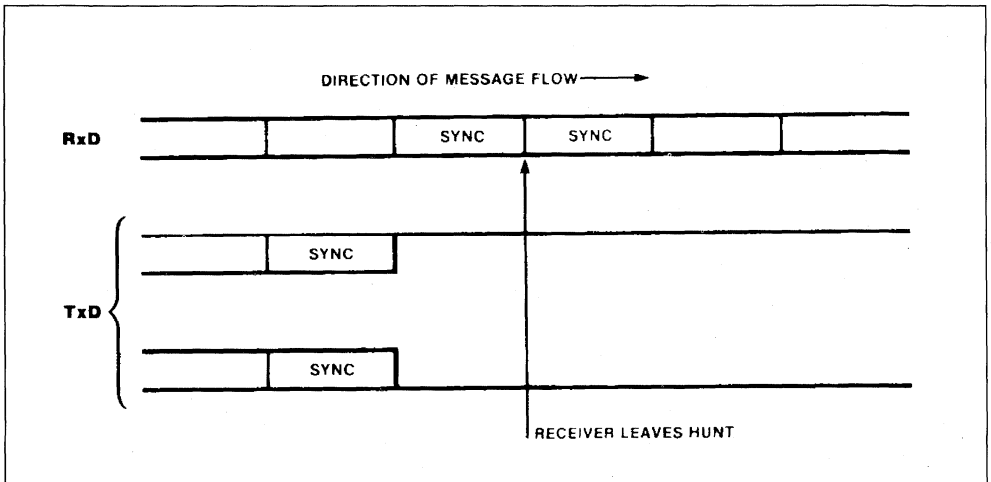 DIRECTION OF MESSAGE FLOW
RxD
SYNC SYNC
SYNC
TxD
SYNC
RECEIVER LEAVES HUNT